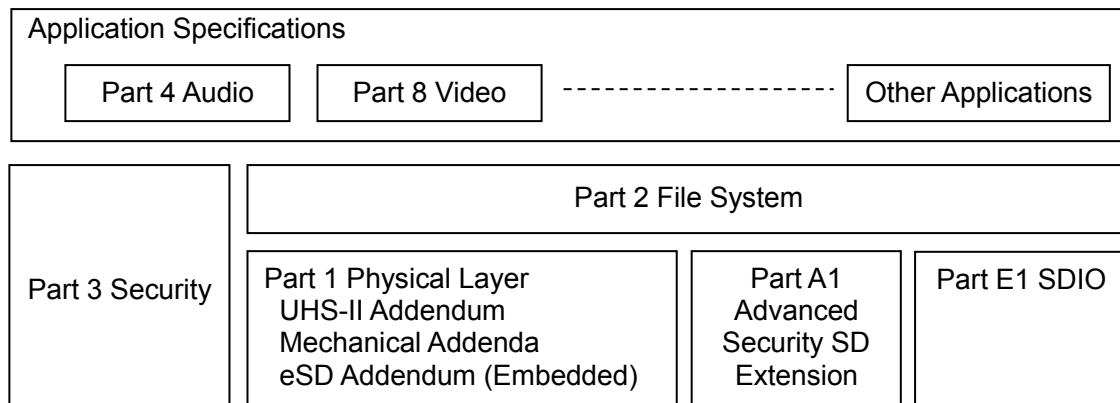 Application Specifications
Part 4 Audio
Part 8 Video
Other Applications
Part 3 Security
Part 2 File System
Part 1 Physical Layer
UHS-II Addendum
Mechanical Addenda
eSD Addendum (Embedded)
Part A1
Advanced
Security SD
Extension
Part E1 SDIO